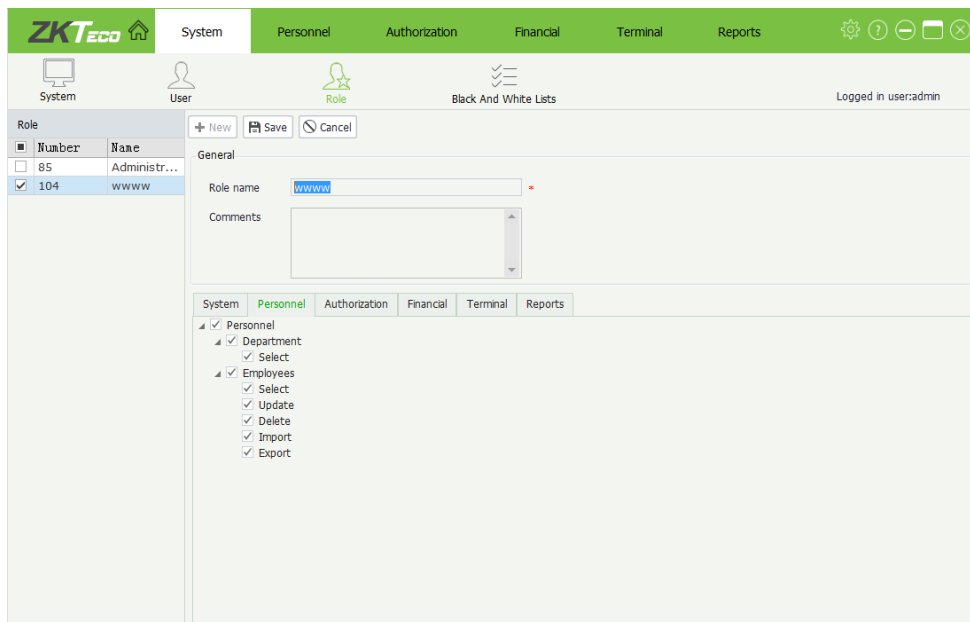 ZKTeco System Personnel Authorization Financial Terminal Reports
System User Role Black And White Lists Logged in user:admin
Role
New Save Cancel
Number Name
85 Administr...
104 wwww
General
Role name wwww *
Comments
System Personnel Authorization Financial Terminal Reports
Personnel
Department
Select
Employees
Select
Update
Delete
Import
Export